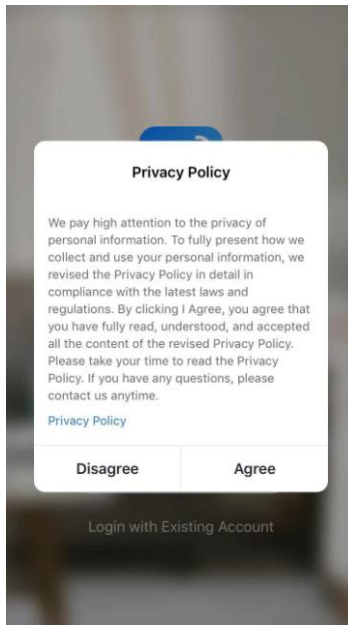 Privacy Policy
We pay high attention to the privacy of
personal information. To fully present how we
collect and use your personal information, we
revised the Privacy Policy in detail in
compliance with the latest laws and
regulations. By clicking I Agree, you agree that
you have fully read, understood, and accepted
all the content of the revised Privacy Policy.
Please take your time to read the Privacy
Policy. If you have any questions, please
contact us anytime.
Privacy Policy
Disagree Agree
Login with Existing Account